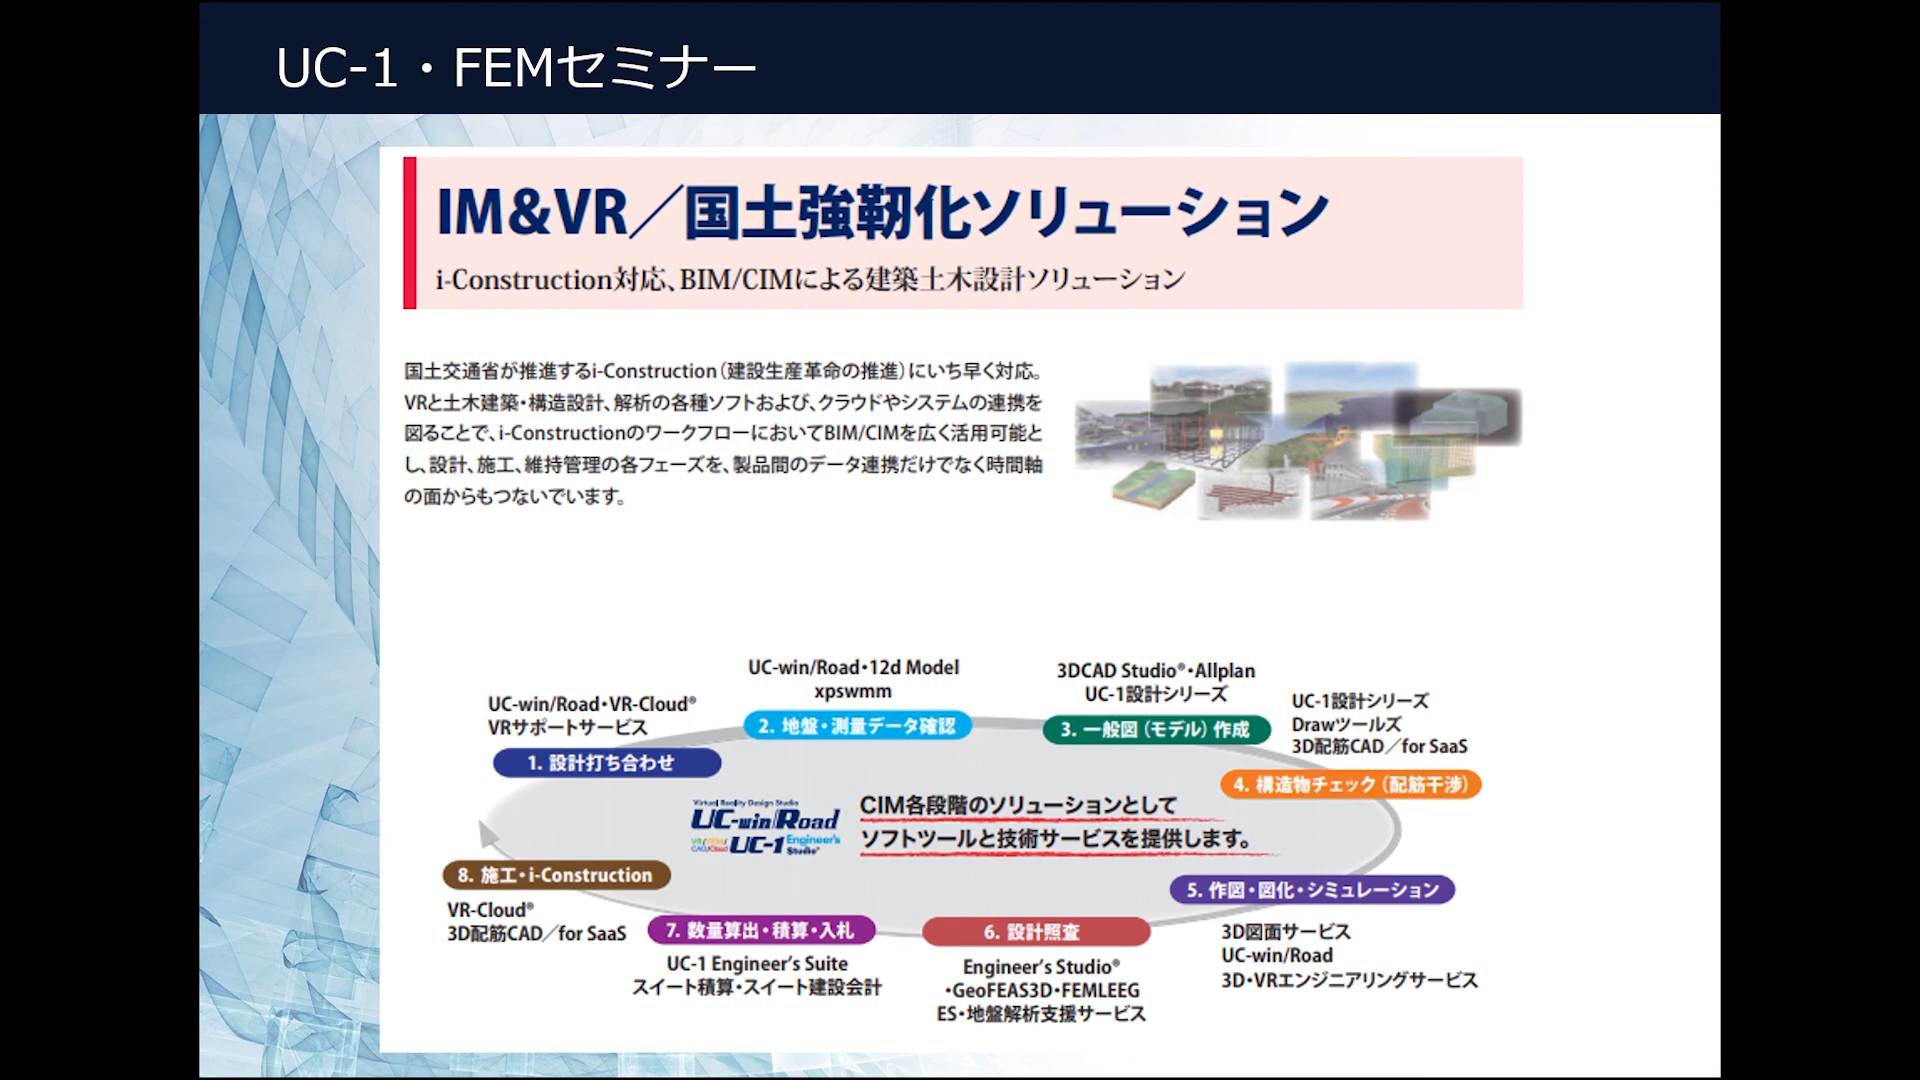 UC-1・FEMセミナー
IM&VR／国土強靭化ソリューション
i-Construction対応、BIM/CIMによる建築土木設計ソリューション
国土交通省が推進するi-Construction（建設生産革命の推進）にいち早く対応。
VRと土木建築・構造設計、解析の各種ソフトおよび、クラウドやシステムの連携を
図ることで、i-ConstructionのワークフローにおいてBIM/CIMを広く活用可能と
し、設計、施工、維持管理の各フェーズを、製品間のデータ連携だけでなく時間軸
の面からもつないでいます。
UC-win/Road・VR-Cloud®
VRサポートサービス
1. 設計打ち合わせ
UC-win/Road・12d Model
xpswmm
2. 地盤・測量データ確認
3DCAD Studio®・Allplan
UC-1設計シリーズ
3. 一般図（モデル）作成
UC-1設計シリーズ
Drawツールズ
3D配筋CAD／for SaaS
4. 構造物チェック（配筋干渉）
Virtual Reality Design Studio
UC-win/Road
UC-1 Engineer's
Studio®
CIM各段階のソリューションとして
ソフトツールと技術サービスを提供します。
5. 作図・図化・シミュレーション
3D図面サービス
UC-win/Road
3D・VRエンジニアリングサービス
6. 設計照査
Engineer's Studio®
・GeoFEAS3D・FEMLEEG
ES・地盤解析支援サービス
7. 数量算出・積算・入札
UC-1 Engineer's Suite
スイート積算・スイート建設会計
8. 施工・i-Construction
VR-Cloud®
3D配筋CAD／for SaaS